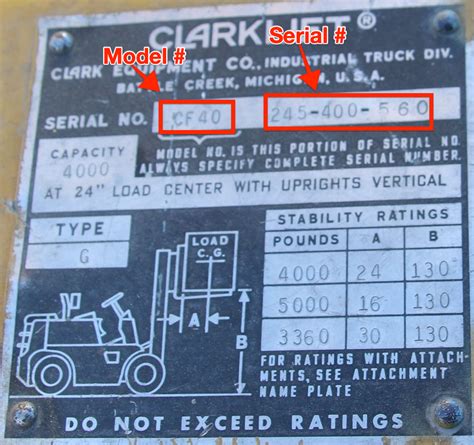 CLARKLIFT®
Model #
Serial #
CLARK EQUIPMENT CO., INDUSTRIAL TRUCK DIV.
BATTLE CREEK, MICHIGAN, U.S.A.
SERIAL NO. CF40 245-400-560
MODEL NO. IS THIS PORTION OF SERIAL NO.
ALWAYS SPECIFY COMPLETE SERIAL NUMBER.
CAPACITY
4000
AT 24" LOAD CENTER WITH UPRIGHTS VERTICAL
TYPE
G
LOAD
C.G.
A
B
STABILITY RATINGS
POUNDS A B
4000 24 130
5000 16 130
3360 30 130
FOR RATINGS WITH ATTACH-
MENTS, SEE ATTACHMENT
NAME PLATE
DO NOT EXCEED RATINGS